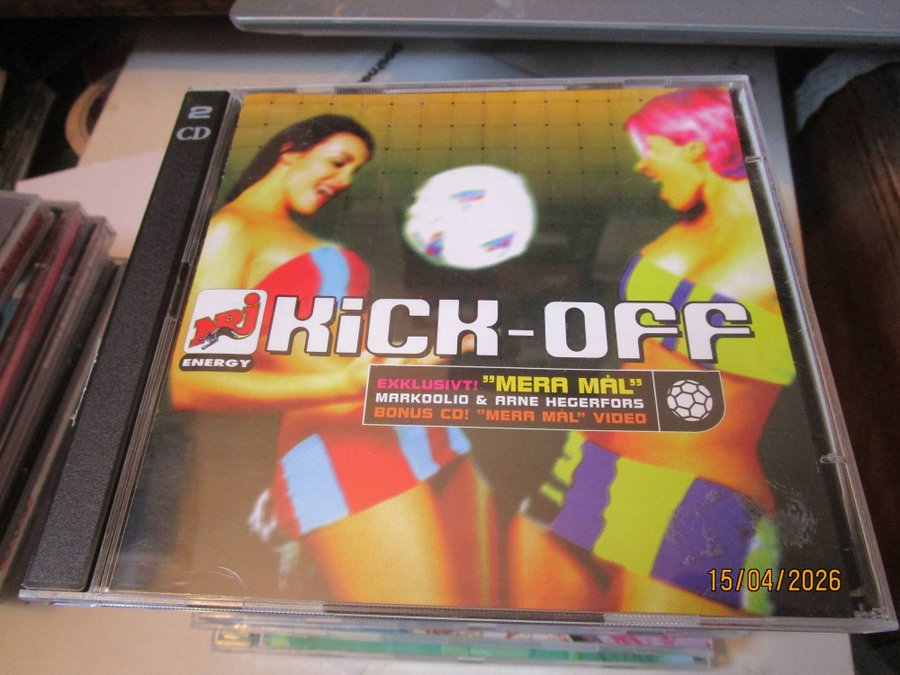 2
CD
NRJ
ENERGY
KiCK-OFF
EXKLUSIVT! "MERA MÅL"
MARKOOLIO & ARNE HEGERFORS
BONUS CD! "MERA MÅL" VIDEO
15/04/2026